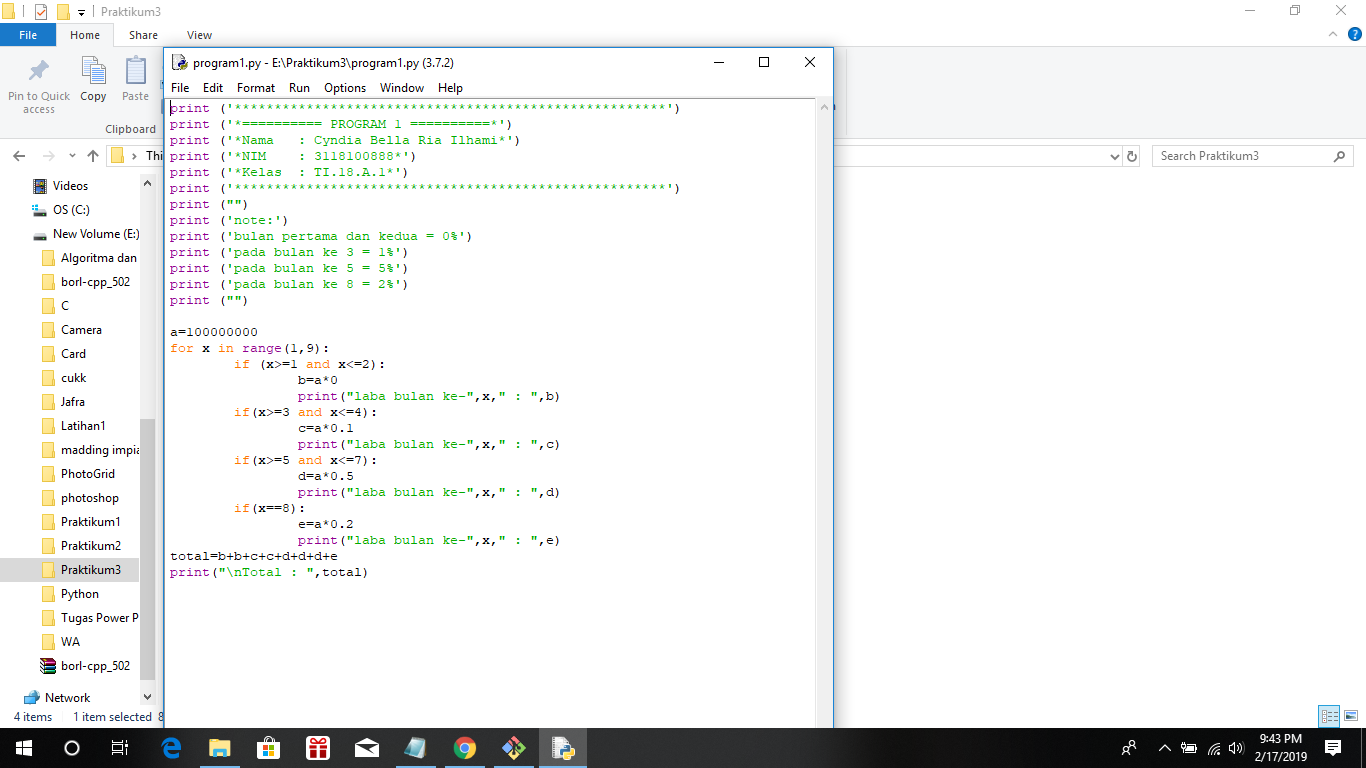 Praktikum3
File Home Share View
Pin to Quick access
Copy
Paste
Clipboard
Thi
Search Praktikum3
Videos
OS (C:)
New Volume (E:)
Algoritma dan
borl-cpp_502
C
Camera
Card
cukk
Jafra
Latihan1
madding impia
PhotoGrid
photoshop
Praktikum1
Praktikum2
Praktikum3
Python
Tugas Power P
WA
borl-cpp_502
Network
4 items 1 item selected 8
program1.py - E:\Praktikum3\program1.py (3.7.2)
File Edit Format Run Options Window Help
print ('******************************************************')
print ('*========== PROGRAM 1 ==========*')
print ('*Nama   : Cyndia Bella Ria Ilhami*')
print ('*NIM    : 3118100888*')
print ('*Kelas  : TI.18.A.1*')
print ('******************************************************')
print ("")
print ('note:')
print ('bulan pertama dan kedua = 0%')
print ('pada bulan ke 3 = 1%')
print ('pada bulan ke 5 = 5%')
print ('pada bulan ke 8 = 2%')
print ("")
a=100000000
for x in range(1,9):
        if (x>=1 and x<=2):
                b=a*0
                print("laba bulan ke-",x," : ",b)
        if(x>=3 and x<=4):
                c=a*0.1
                print("laba bulan ke-",x," : ",c)
        if(x>=5 and x<=7):
                d=a*0.5
                print("laba bulan ke-",x," : ",d)
        if(x==8):
                e=a*0.2
                print("laba bulan ke-",x," : ",e)
total=b+b+c+c+d+d+d+e
print("\nTotal : ",total)
9:43 PM
2/17/2019